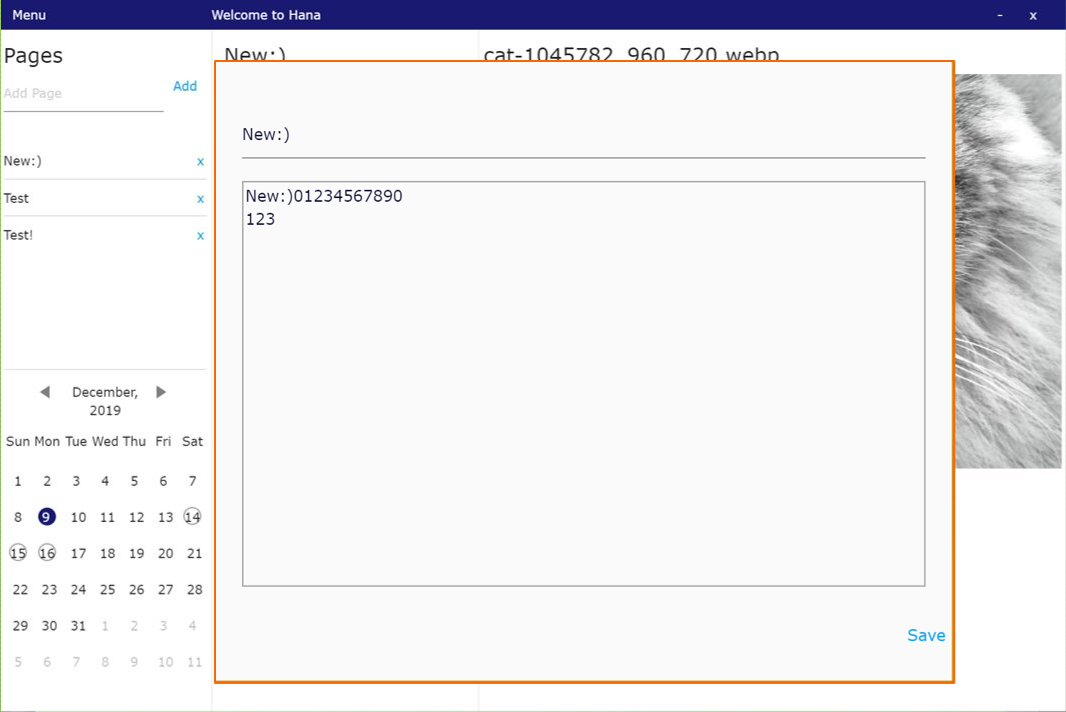 Menu
Welcome to Hana
- x
Pages
Add Page
Add
New:) x
Test x
Test! x
December,
2019
Sun Mon Tue Wed Thu Fri Sat
1 2 3 4 5 6 7
8 9 10 11 12 13 14
15 16 17 18 19 20 21
22 23 24 25 26 27 28
29 30 31 1 2 3 4
5 6 7 8 9 10 11
New:)
cat-1045782_960_720.webp
New:)
New:)01234567890
123
Save